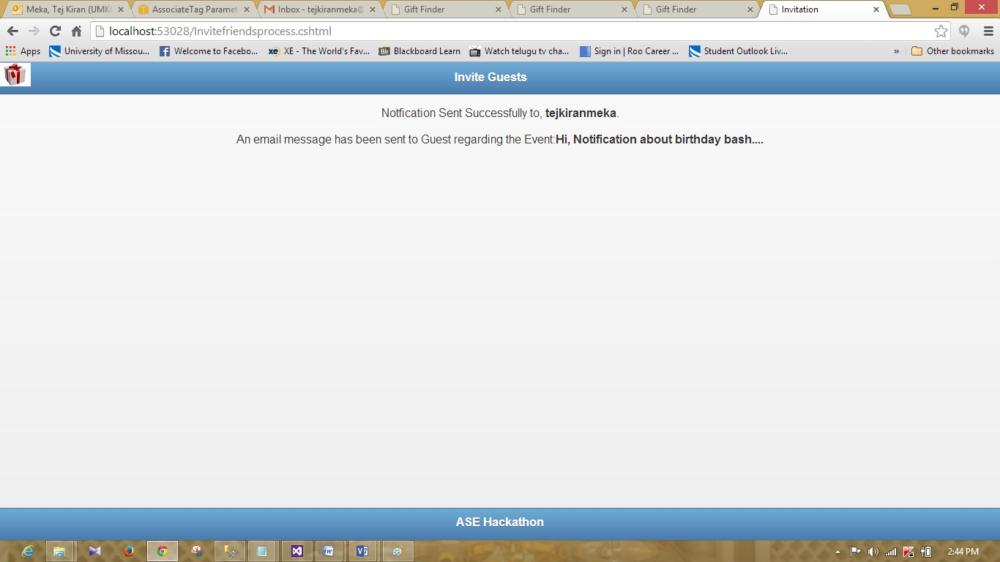 Meka, Tej Kiran (UMK
AssociateTag Paramet
Inbox - tejkiranmeka@
Gift Finder
Gift Finder
Gift Finder
Invitation
localhost:53028/Invitefriendsprocess.cshtml
Apps
University of Missou...
Welcome to Facebo...
XE - The World's Fav...
Blackboard Learn
Watch telugu tv cha...
Sign in | Roo Career ...
Student Outlook Liv...
»
Other bookmarks
Invite Guests
Notfication Sent Successfully to, tejkiranmeka.
An email message has been sent to Guest regarding the Event:Hi, Notification about birthday bash....
ASE Hackathon
2:44 PM